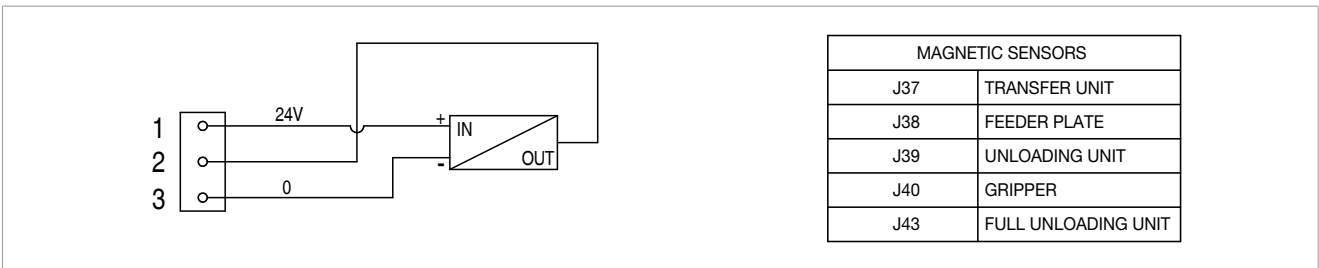 1
24V
+
IN
2
-
OUT
3
0
MAGNETIC SENSORS
J37 TRANSFER UNIT
J38 FEEDER PLATE
J39 UNLOADING UNIT
J40 GRIPPER
J43 FULL UNLOADING UNIT